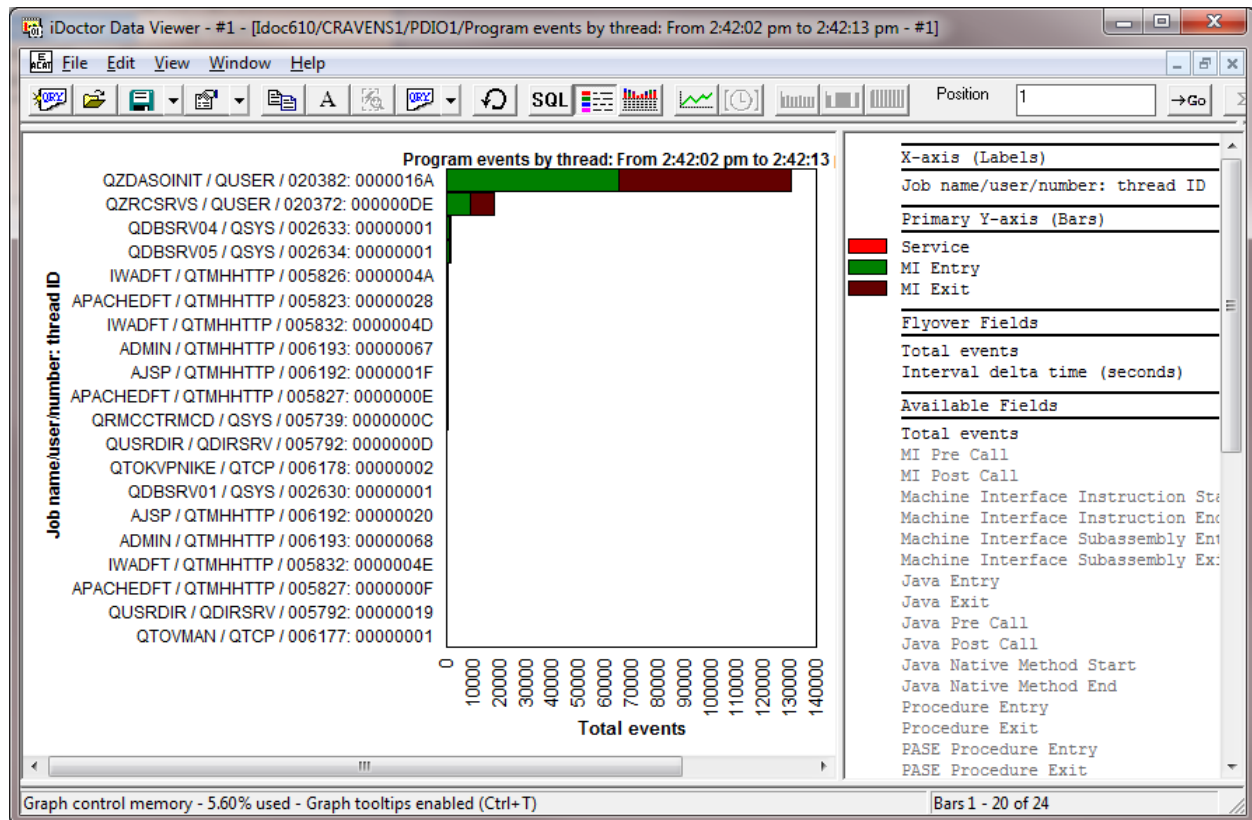 iDoctor Data Viewer - #1 - [Idoc610/CRAVENS1/PDIO1/Program events by thread: From 2:42:02 pm to 2:42:13 pm - #1]
File Edit View Window Help
QRY A QRY SQL Position 1 Go
Program events by thread: From 2:42:02 pm to 2:42:13
QZDASOINIT / QUSER / 020382: 0000016A
QZRCSRVS / QUSER / 020372: 000000DE
QDBSRV04 / QSYS / 002633: 00000001
QDBSRV05 / QSYS / 002634: 00000001
IWADFT / QTMHHTTP / 005826: 0000004A
APACHEDFT / QTMHHTTP / 005823: 00000028
IWADFT / QTMHHTTP / 005832: 0000004D
ADMIN / QTMHHTTP / 006193: 00000067
AJSP / QTMHHTTP / 006192: 0000001F
APACHEDFT / QTMHHTTP / 005827: 0000000E
QRMCCTRMCD / QSYS / 005739: 0000000C
QUSRDIR / QDIRSRV / 005792: 0000000D
QTOKVPNIKE / QTCP / 006178: 00000002
QDBSRV01 / QSYS / 002630: 00000001
AJSP / QTMHHTTP / 006192: 00000020
ADMIN / QTMHHTTP / 006193: 00000068
IWADFT / QTMHHTTP / 005832: 0000004E
APACHEDFT / QTMHHTTP / 005827: 0000000F
QUSRDIR / QDIRSRV / 005792: 00000019
QTOVMAN / QTCP / 006177: 00000001
Job name/user/number: thread ID
0 10000 20000 30000 40000 50000 60000 70000 80000 90000 100000 110000 120000 130000 140000
Total events
X-axis (Labels)
Job name/user/number: thread ID
Primary Y-axis (Bars)
Service
MI Entry
MI Exit
Flyover Fields
Total events
Interval delta time (seconds)
Available Fields
Total events
MI Pre Call
MI Post Call
Machine Interface Instruction Sta
Machine Interface Instruction End
Machine Interface Subassembly Ent
Machine Interface Subassembly Exi
Java Entry
Java Exit
Java Pre Call
Java Post Call
Java Native Method Start
Java Native Method End
Procedure Entry
Procedure Exit
PASE Procedure Entry
PASE Procedure Exit
Graph control memory - 5.60% used - Graph tooltips enabled (Ctrl+T)
Bars 1 - 20 of 24